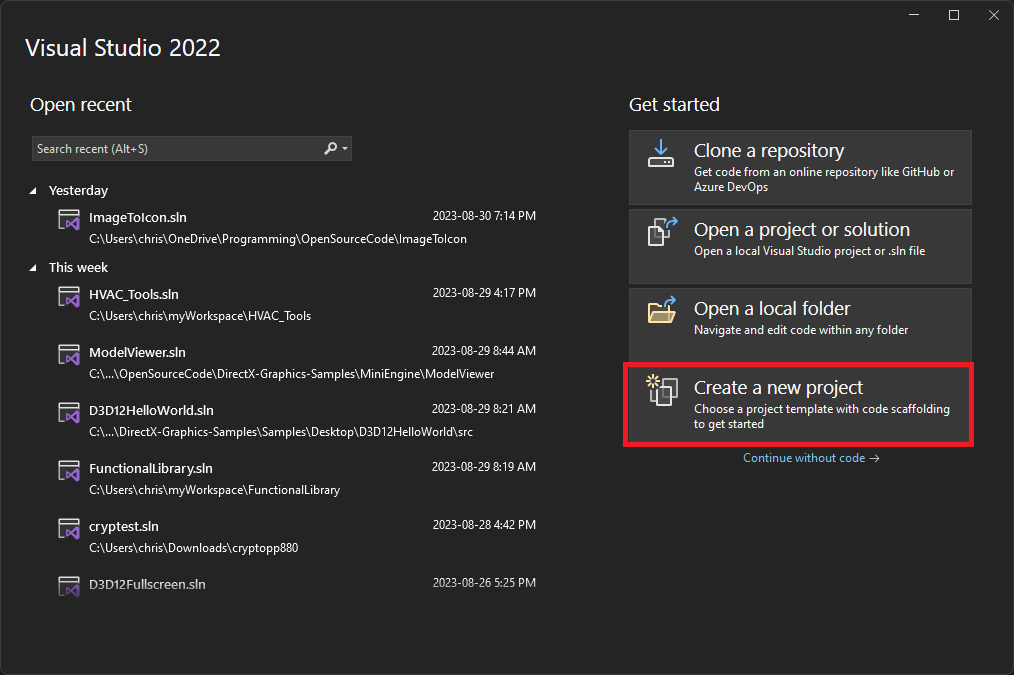 Visual Studio 2022
Open recent
Search recent (Alt+S)
Yesterday
ImageToIcon.sln 2023-08-30 7:14 PM
C:\Users\chris\OneDrive\Programming\OpenSourceCode\ImageToIcon
This week
HVAC_Tools.sln 2023-08-29 4:17 PM
C:\Users\chris\myWorkspace\HVAC_Tools
ModelViewer.sln 2023-08-29 8:44 AM
C:\...\OpenSourceCode\DirectX-Graphics-Samples\MiniEngine\ModelViewer
D3D12HelloWorld.sln 2023-08-29 8:21 AM
C:\...\DirectX-Graphics-Samples\Samples\Desktop\D3D12HelloWorld\src
FunctionalLibrary.sln 2023-08-29 8:19 AM
C:\Users\chris\myWorkspace\FunctionalLibrary
cryptest.sln 2023-08-28 4:42 PM
C:\Users\chris\Downloads\cryptopp880
D3D12Fullscreen.sln 2023-08-26 5:25 PM
Get started
Clone a repository
Get code from an online repository like GitHub or
Azure DevOps
Open a project or solution
Open a local Visual Studio project or .sln file
Open a local folder
Navigate and edit code within any folder
Create a new project
Choose a project template with code scaffolding
to get started
Continue without code →